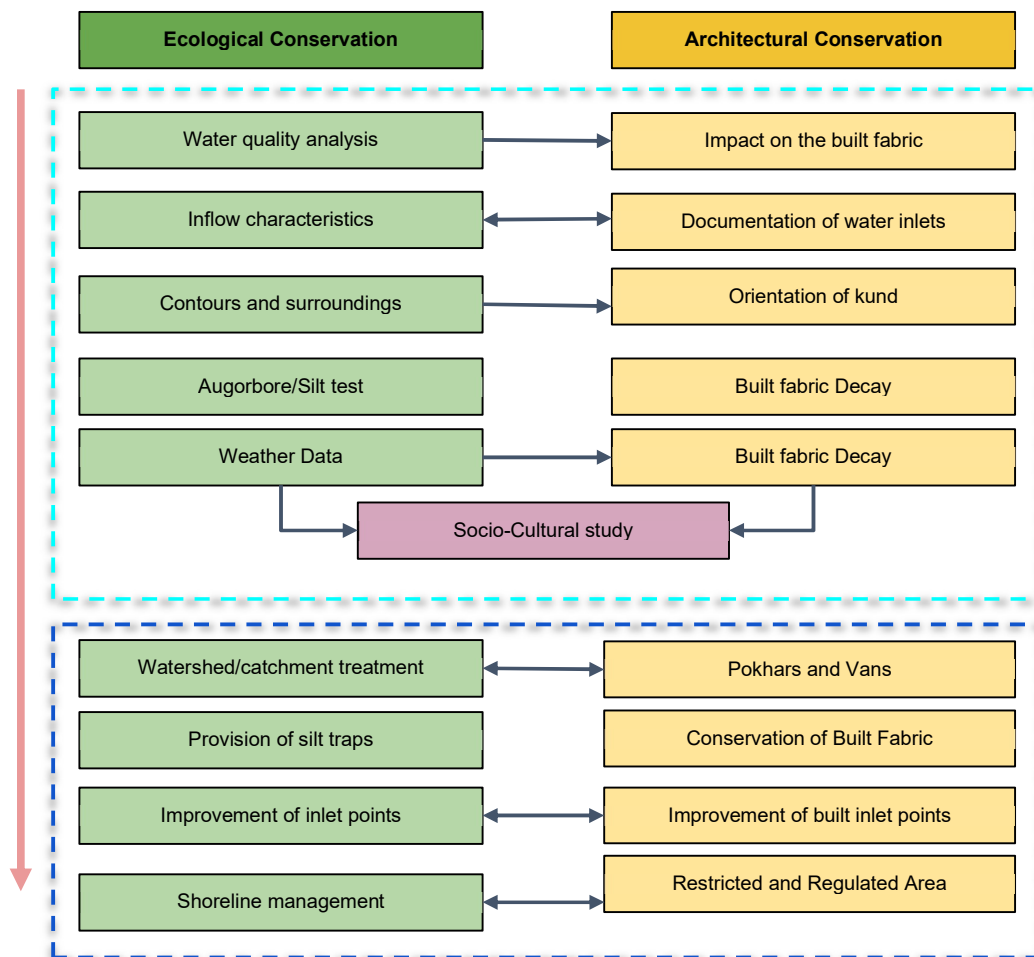 Ecological Conservation
Architectural Conservation
Water quality analysis
Impact on the built fabric
Inflow characteristics
Documentation of water inlets
Contours and surroundings
Orientation of kund
Augorbore/Silt test
Built fabric Decay
Weather Data
Built fabric Decay
Socio-Cultural study
Watershed/catchment treatment
Pokhars and Vans
Provision of silt traps
Conservation of Built Fabric
Improvement of inlet points
Improvement of built inlet points
Shoreline management
Restricted and Regulated Area